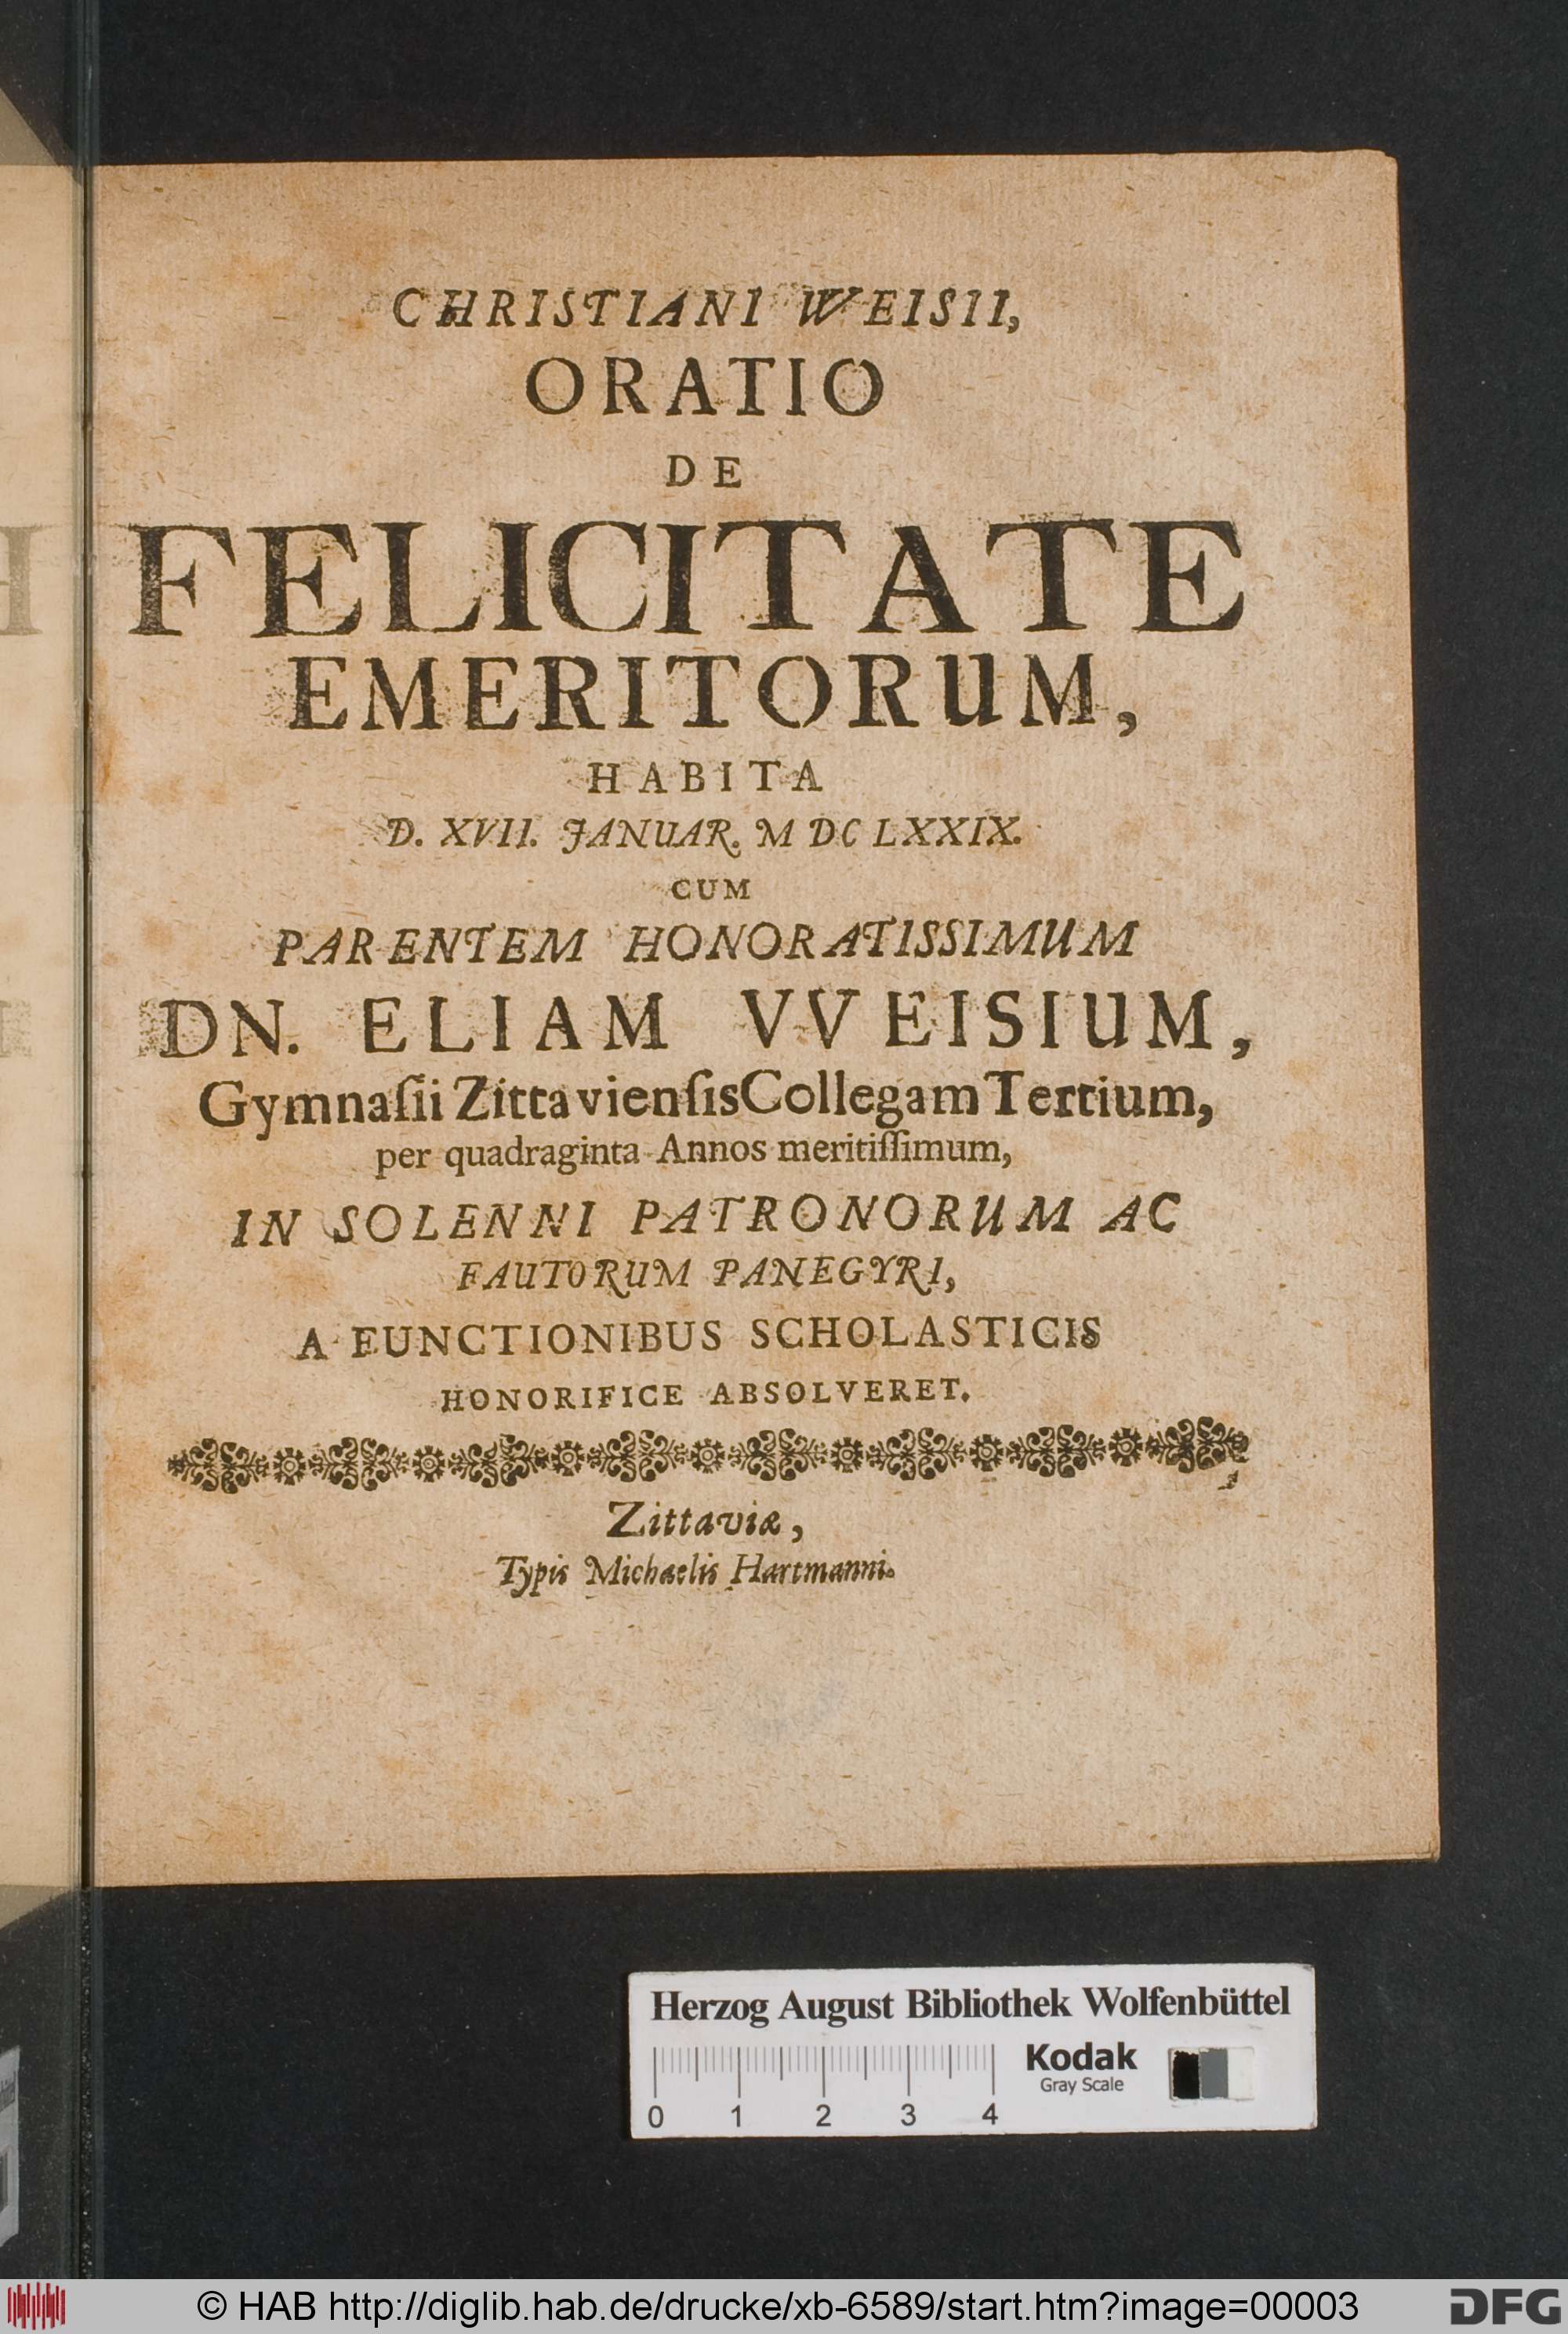 CHRISTIANI WEISII,
ORATIO
DE
FELICITATE
EMERITORUM,
HABITA
D. XVII. JANUAR. M DC LXXIX.
CUM
PARENTEM HONORATISSIMUM
DN. ELIAM VVEISIUM,
Gymnaſii Zittavienſis Collegam Tertium,
per quadraginta Annos meritiſſimum,
IN SOLENNI PATRONORUM AC
FAUTORUM PANEGYRI,
A FUNCTIONIBUS SCHOLASTICIS
HONORIFICE ABSOLVERET.
Zittaviæ,
Typis Michaelis Hartmanni.
Herzog August Bibliothek Wolfenbüttel
Kodak
Gray Scale
0 1 2 3 4
© HAB http://diglib.hab.de/drucke/xb-6589/start.htm?image=00003
DFG